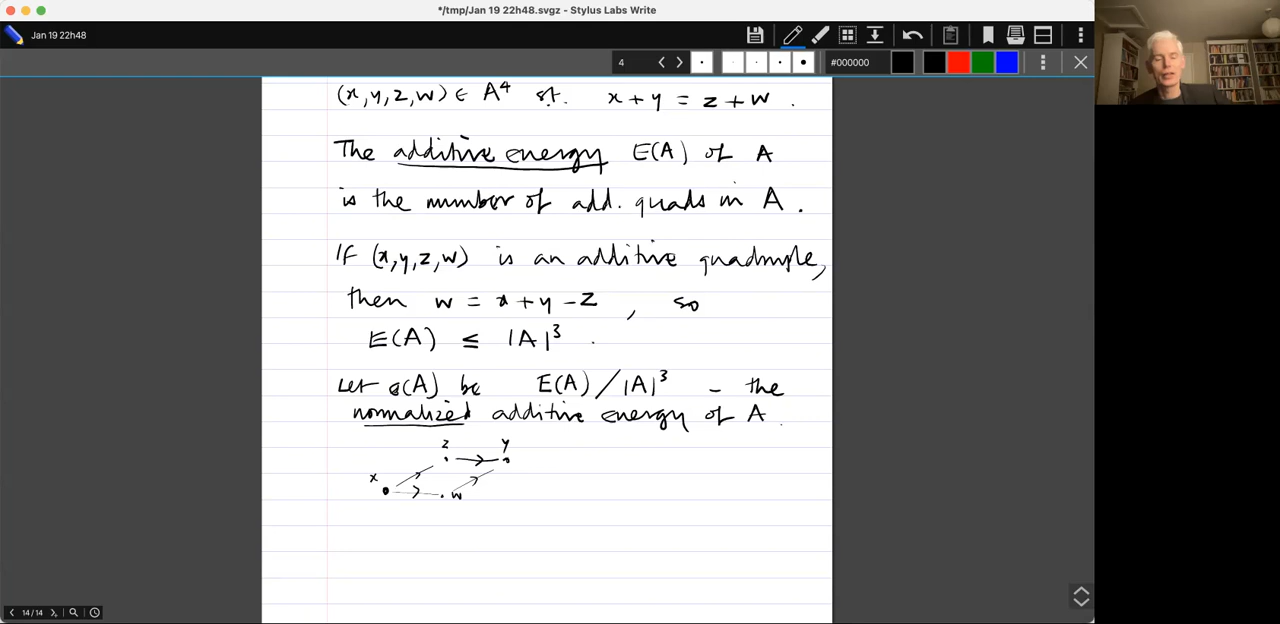 */tmp/Jan 19 22h48.svgz - Stylus Labs Write
Jan 19 22h48
4
#000000
(x,y,z,w) ∈ A⁴ st. x + y = z + w .
The additive energy E(A) of A
is the number of add. quads in A .
If (x,y,z,w) is an additive quadruple,
then w = x + y - z , so
E(A) ≤ |A|³ .
Let e(A) be E(A) / |A|³ - the
normalized additive energy of A .
z y
x
w
14/14